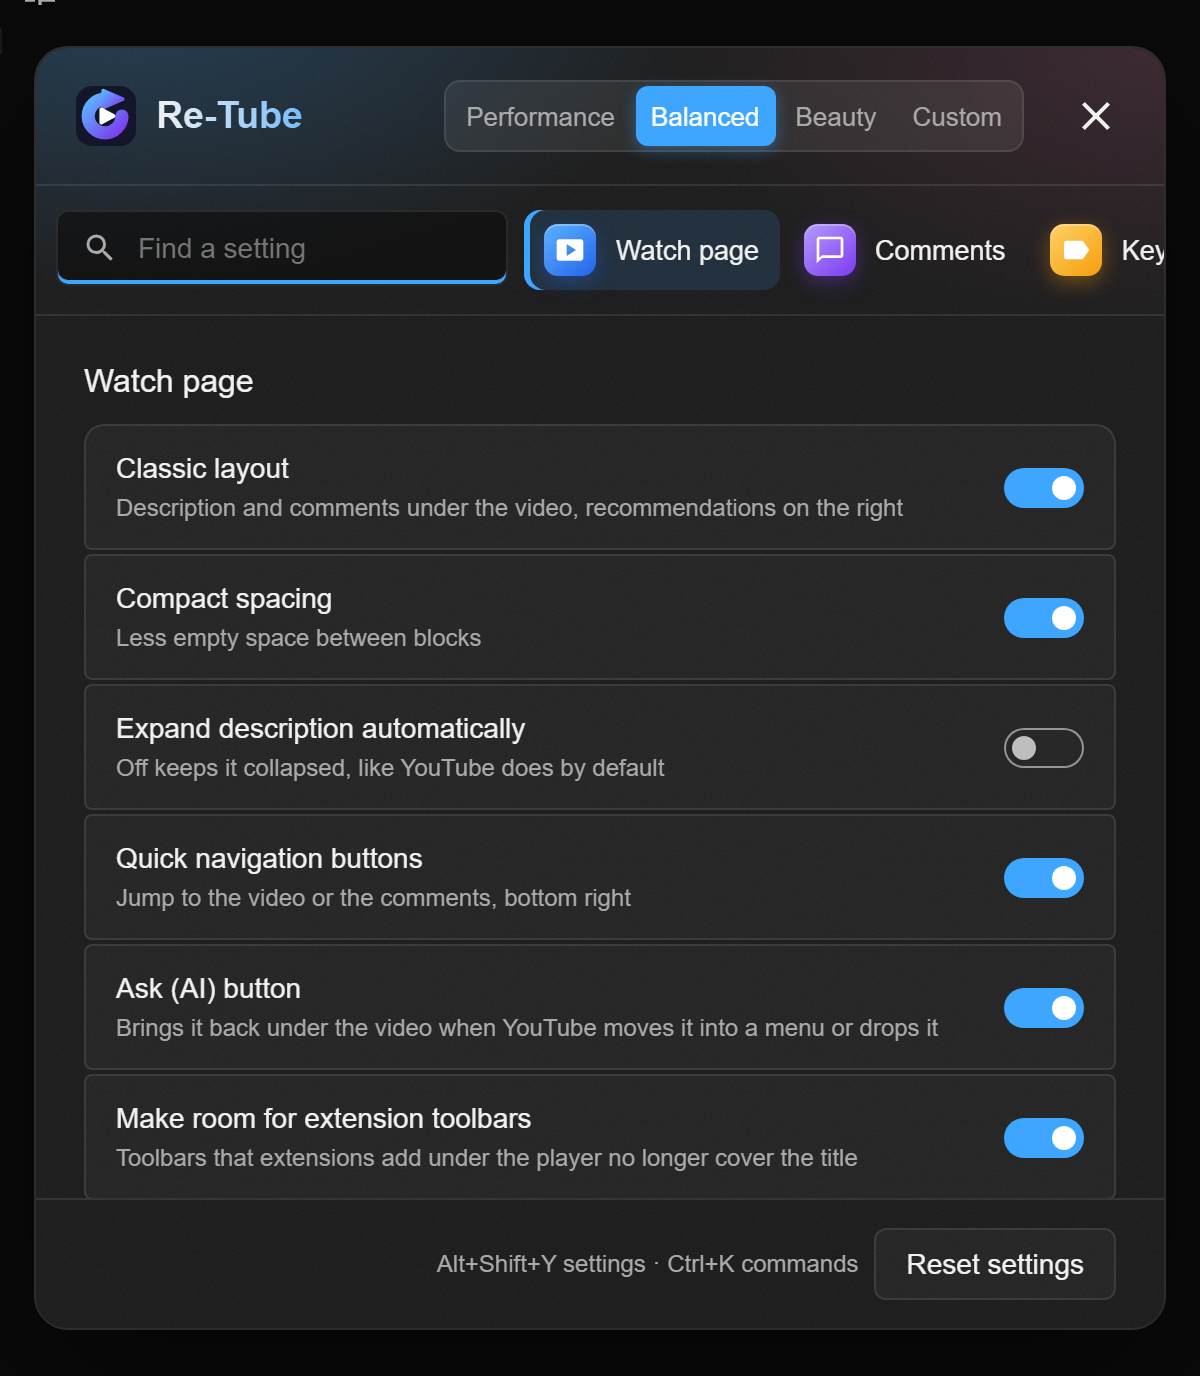 Re-Tube
Performance
Balanced
Beauty
Custom
Find a setting
Watch page
Comments
Key
Watch page
Classic layout
Description and comments under the video, recommendations on the right
Compact spacing
Less empty space between blocks
Expand description automatically
Off keeps it collapsed, like YouTube does by default
Quick navigation buttons
Jump to the video or the comments, bottom right
Ask (AI) button
Brings it back under the video when YouTube moves it into a menu or drops it
Make room for extension toolbars
Toolbars that extensions add under the player no longer cover the title
Alt+Shift+Y settings · Ctrl+K commands
Reset settings